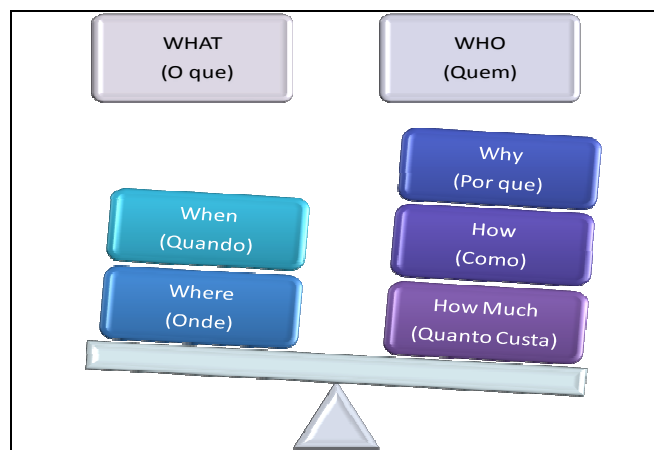 WHAT
(O que)
WHO
(Quem)
When
(Quando)
Where
(Onde)
Why
(Por que)
How
(Como)
How Much
(Quanto Custa)